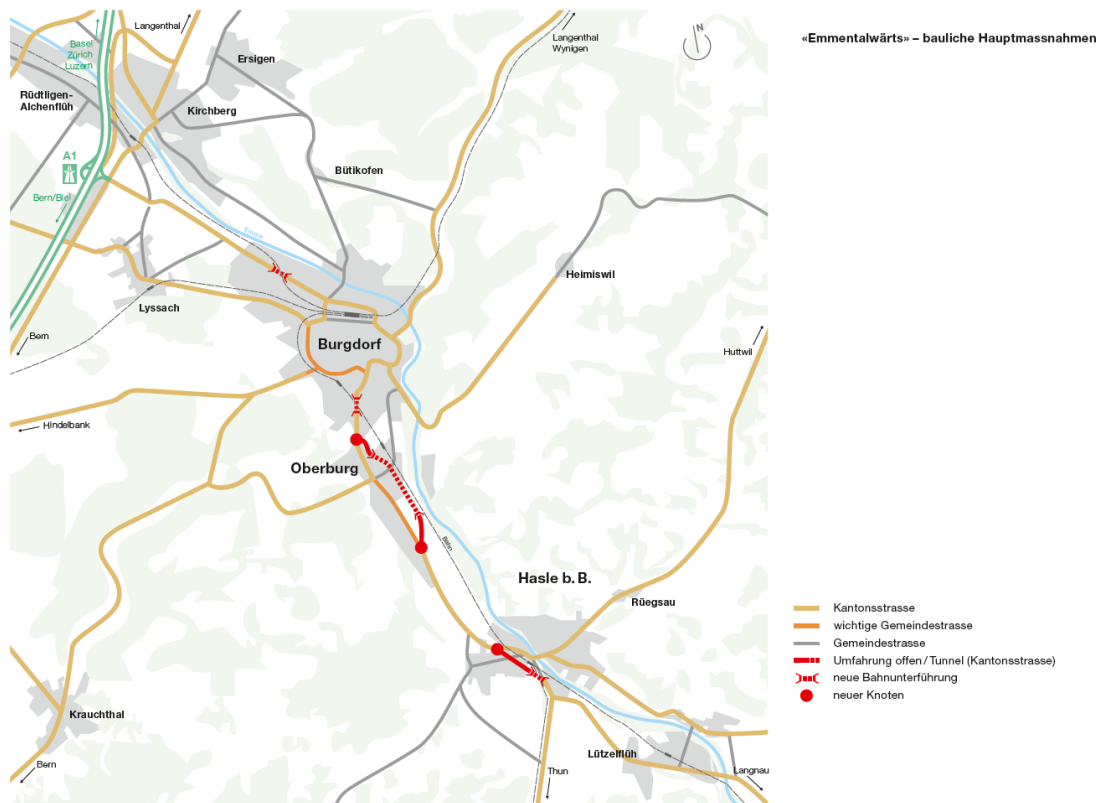 «Emmentalwärts» – bauliche Hauptmassnahmen
Langenthal
N
Langenthal
Wynigen
Basel
Zürich
Luzern
Ersigen
Rüdtligen-
Alchenflüh
Kirchberg
A1
Bütikofen
Bern/Biel
Emme
Heimiswil
Lyssach
Bern
Burgdorf
Huttwil
Hindelbank
Oberburg
Bahn
Hasle b. B.
Rüegsau
Krauchthal
Bern
Lützelflüh
Thun
Langnau
Kantonsstrasse
wichtige Gemeindestrasse
Gemeindestrasse
Umfahrung offen / Tunnel (Kantonsstrasse)
neue Bahnunterführung
neuer Knoten